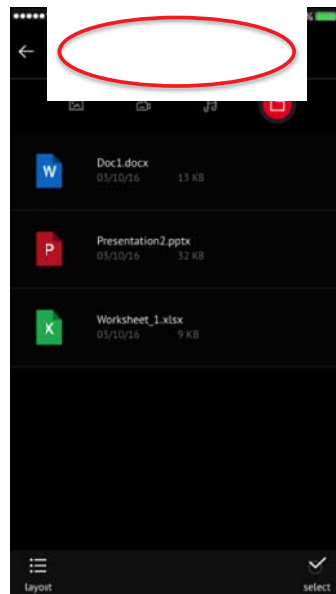 %
W
Doc1.docx
03/10/16 13 KB
P
Presentation2.pptx
03/10/16 32 KB
X
Worksheet_1.xlsx
03/10/16 9 KB
layout
select